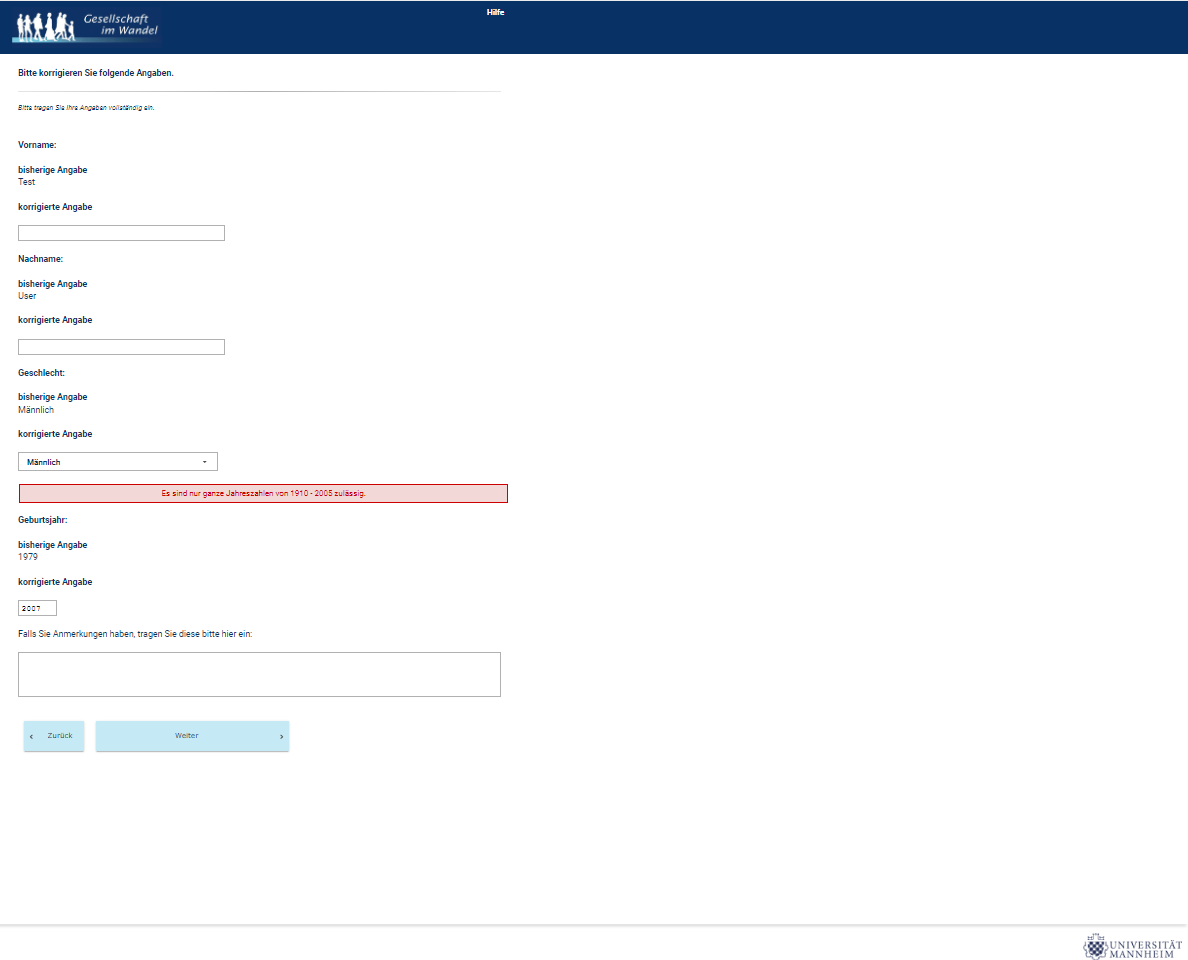 Gesellschaft
im Wandel
Hilfe
Bitte korrigieren Sie folgende Angaben.
Bitte tragen Sie Ihre Angaben vollständig ein.
Vorname:
bisherige Angabe
Test
korrigierte Angabe
Nachname:
bisherige Angabe
User
korrigierte Angabe
Geschlecht:
bisherige Angabe
Männlich
korrigierte Angabe
Männlich
Es sind nur ganze Jahreszahlen von 1910 - 2005 zulässig.
Geburtsjahr:
bisherige Angabe
1979
korrigierte Angabe
2007
Falls Sie Anmerkungen haben, tragen Sie diese bitte hier ein:
‹ Zurück Weiter ›
UNIVERSITÄT
MANNHEIM